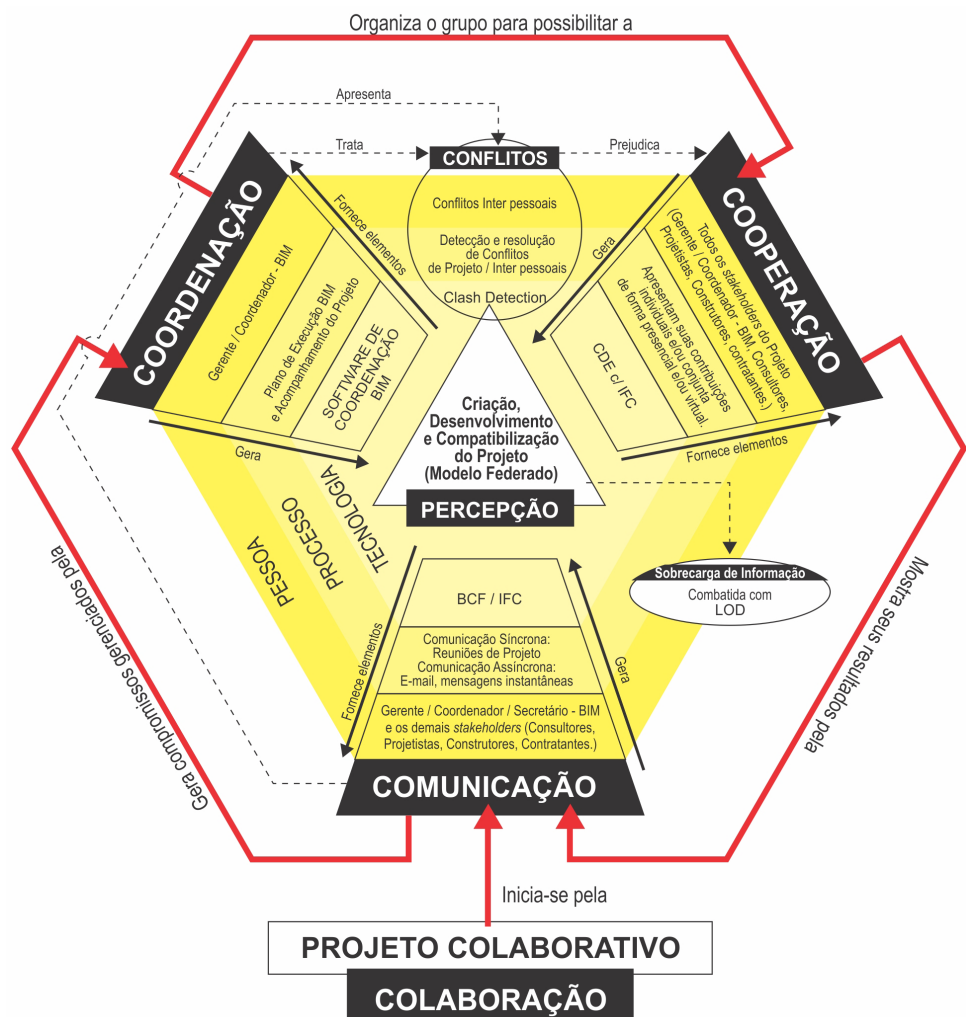 Organiza o grupo para possibilitar a
Apresenta
Trata
CONFLITOS
Prejudica
Conflitos Inter pessoais
Detecção e resolução
de Conflitos
de Projeto / Inter pessoais
Clash Detection
COORDENAÇÃO
Gerente / Coordenador - BIM
Plano de Execução BIM
e Acompanhamento do Projeto
SOFTWARE DE
COORDENAÇÃO
BIM
Fornece elementos
Gera
COOPERAÇÃO
Todos os stakeholders do Projeto
(Gerente / Coordenador - BIM, Consultores,
Projetistas, Construtores, contratantes.)
Apresentam suas contribuições
individuais e/ou conjunta
de forma presencial e/ou virtual.
CDE c/ IFC
Gera
Fornece elementos
Criação,
Desenvolvimento
e Compatibilização
do Projeto
(Modelo Federado)
PERCEPÇÃO
PESSOA
PROCESSO
TECNOLOGIA
Sobrecarga de Informação
Combatida com
LOD
BCF / IFC
Comunicação Síncrona:
Reuniões de Projeto
Comunicação Assíncrona:
E-mail, mensagens instantâneas
Gerente / Coordenador / Secretário - BIM
e os demais stakeholders (Consultores,
Projetistas, Construtores, Contratantes.)
Fornece elementos
Gera
COMUNICAÇÃO
Gera compromissos gerenciados pela
Mostra seus resultados pela
Inicia-se pela
PROJETO COLABORATIVO
COLABORAÇÃO